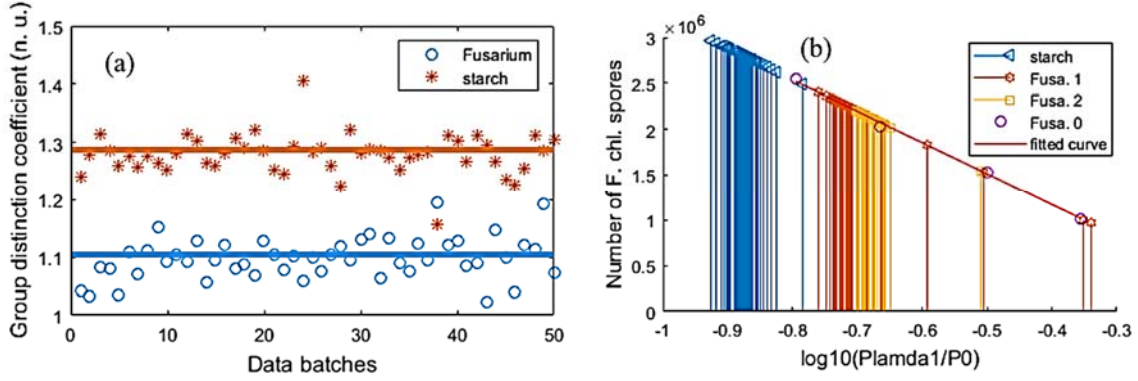 (a)
Fusarium
starch
Group distinction coefficient (n. u.)
1.5
1.4
1.3
1.2
1.1
1
0 10 20 30 40 50
Data batches
×10⁶
(b)
starch
Fusa. 1
Fusa. 2
Fusa. 0
fitted curve
Number of F. chl. spores
3
2.5
2
1.5
1
0.5
0
-1 -0.9 -0.8 -0.7 -0.6 -0.5 -0.4 -0.3
log10(Plamda1/P0)